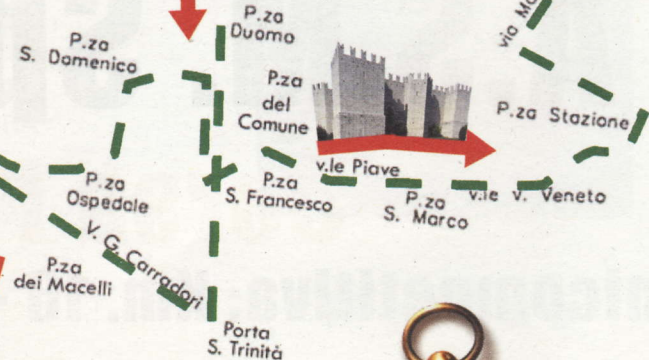 P.za
Duomo
via
P.za
S. Domenico
P.za
del
Comune
P.za Stazione
v.le Piave
P.za
Ospedale
P.za
S. Francesco
P.za
S. Marco
v.le v. Veneto
V. G. Carradori
P.za
dei Macelli
Porta
S. Trinità